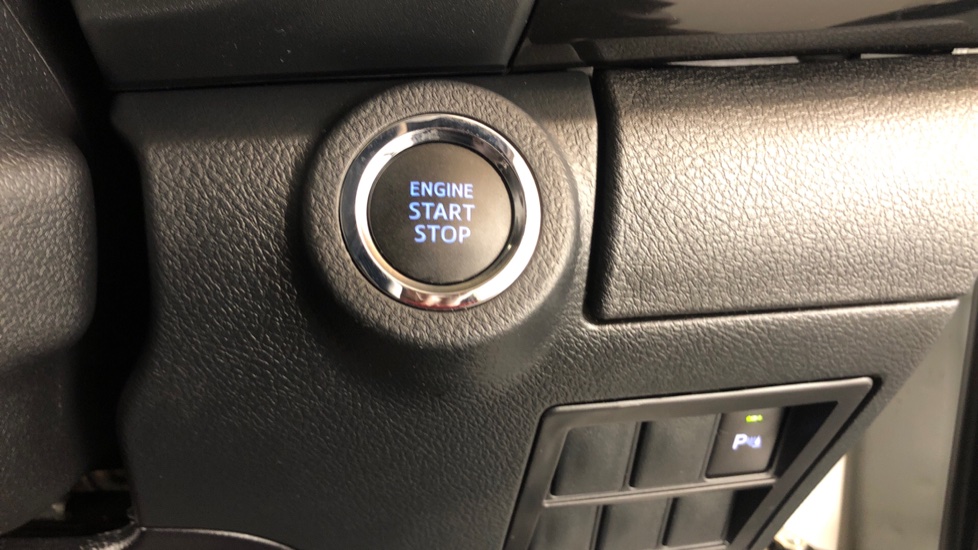 ENGINE
START
STOP
P